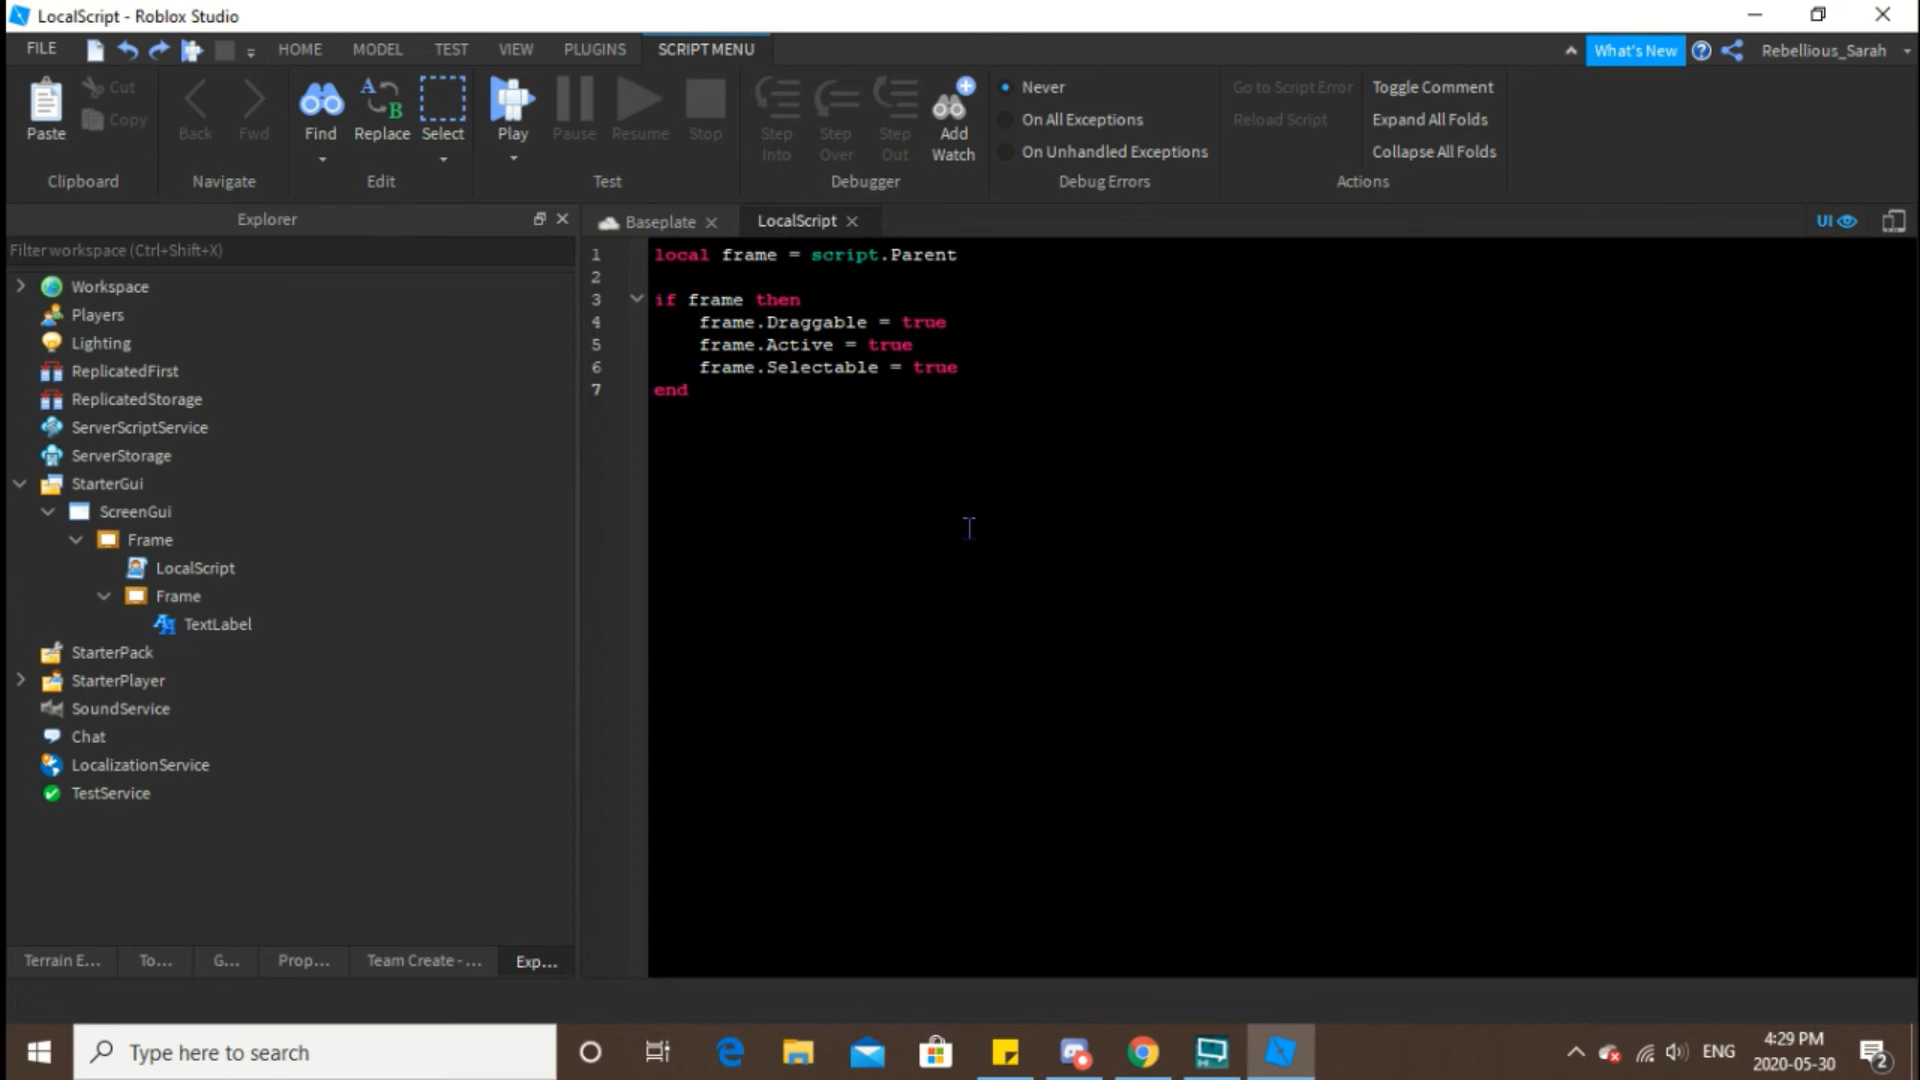 LocalScript - Roblox Studio
FILE
HOME
MODEL
TEST
VIEW
PLUGINS
SCRIPT MENU
What's New
Rebellious_Sarah
Paste
Cut
Copy
Clipboard
Back
Fwd
Navigate
Find
Replace
Select
Edit
Play
Pause
Resume
Stop
Test
Step Into
Step Over
Step Out
Add Watch
Debugger
Never
On All Exceptions
On Unhandled Exceptions
Debug Errors
Go to Script Error
Reload Script
Toggle Comment
Expand All Folds
Collapse All Folds
Actions
Explorer
Filter workspace (Ctrl+Shift+X)
Workspace
Players
Lighting
ReplicatedFirst
ReplicatedStorage
ServerScriptService
ServerStorage
StarterGui
ScreenGui
Frame
LocalScript
Frame
TextLabel
StarterPack
StarterPlayer
SoundService
Chat
LocalizationService
TestService
Terrain E...
To...
G...
Prop...
Team Create - ...
Exp...
Baseplate
LocalScript
UI
1 local frame = script.Parent
2
3 if frame then
4 frame.Draggable = true
5 frame.Active = true
6 frame.Selectable = true
7 end
Type here to search
ENG
4:29 PM
2020-05-30
2